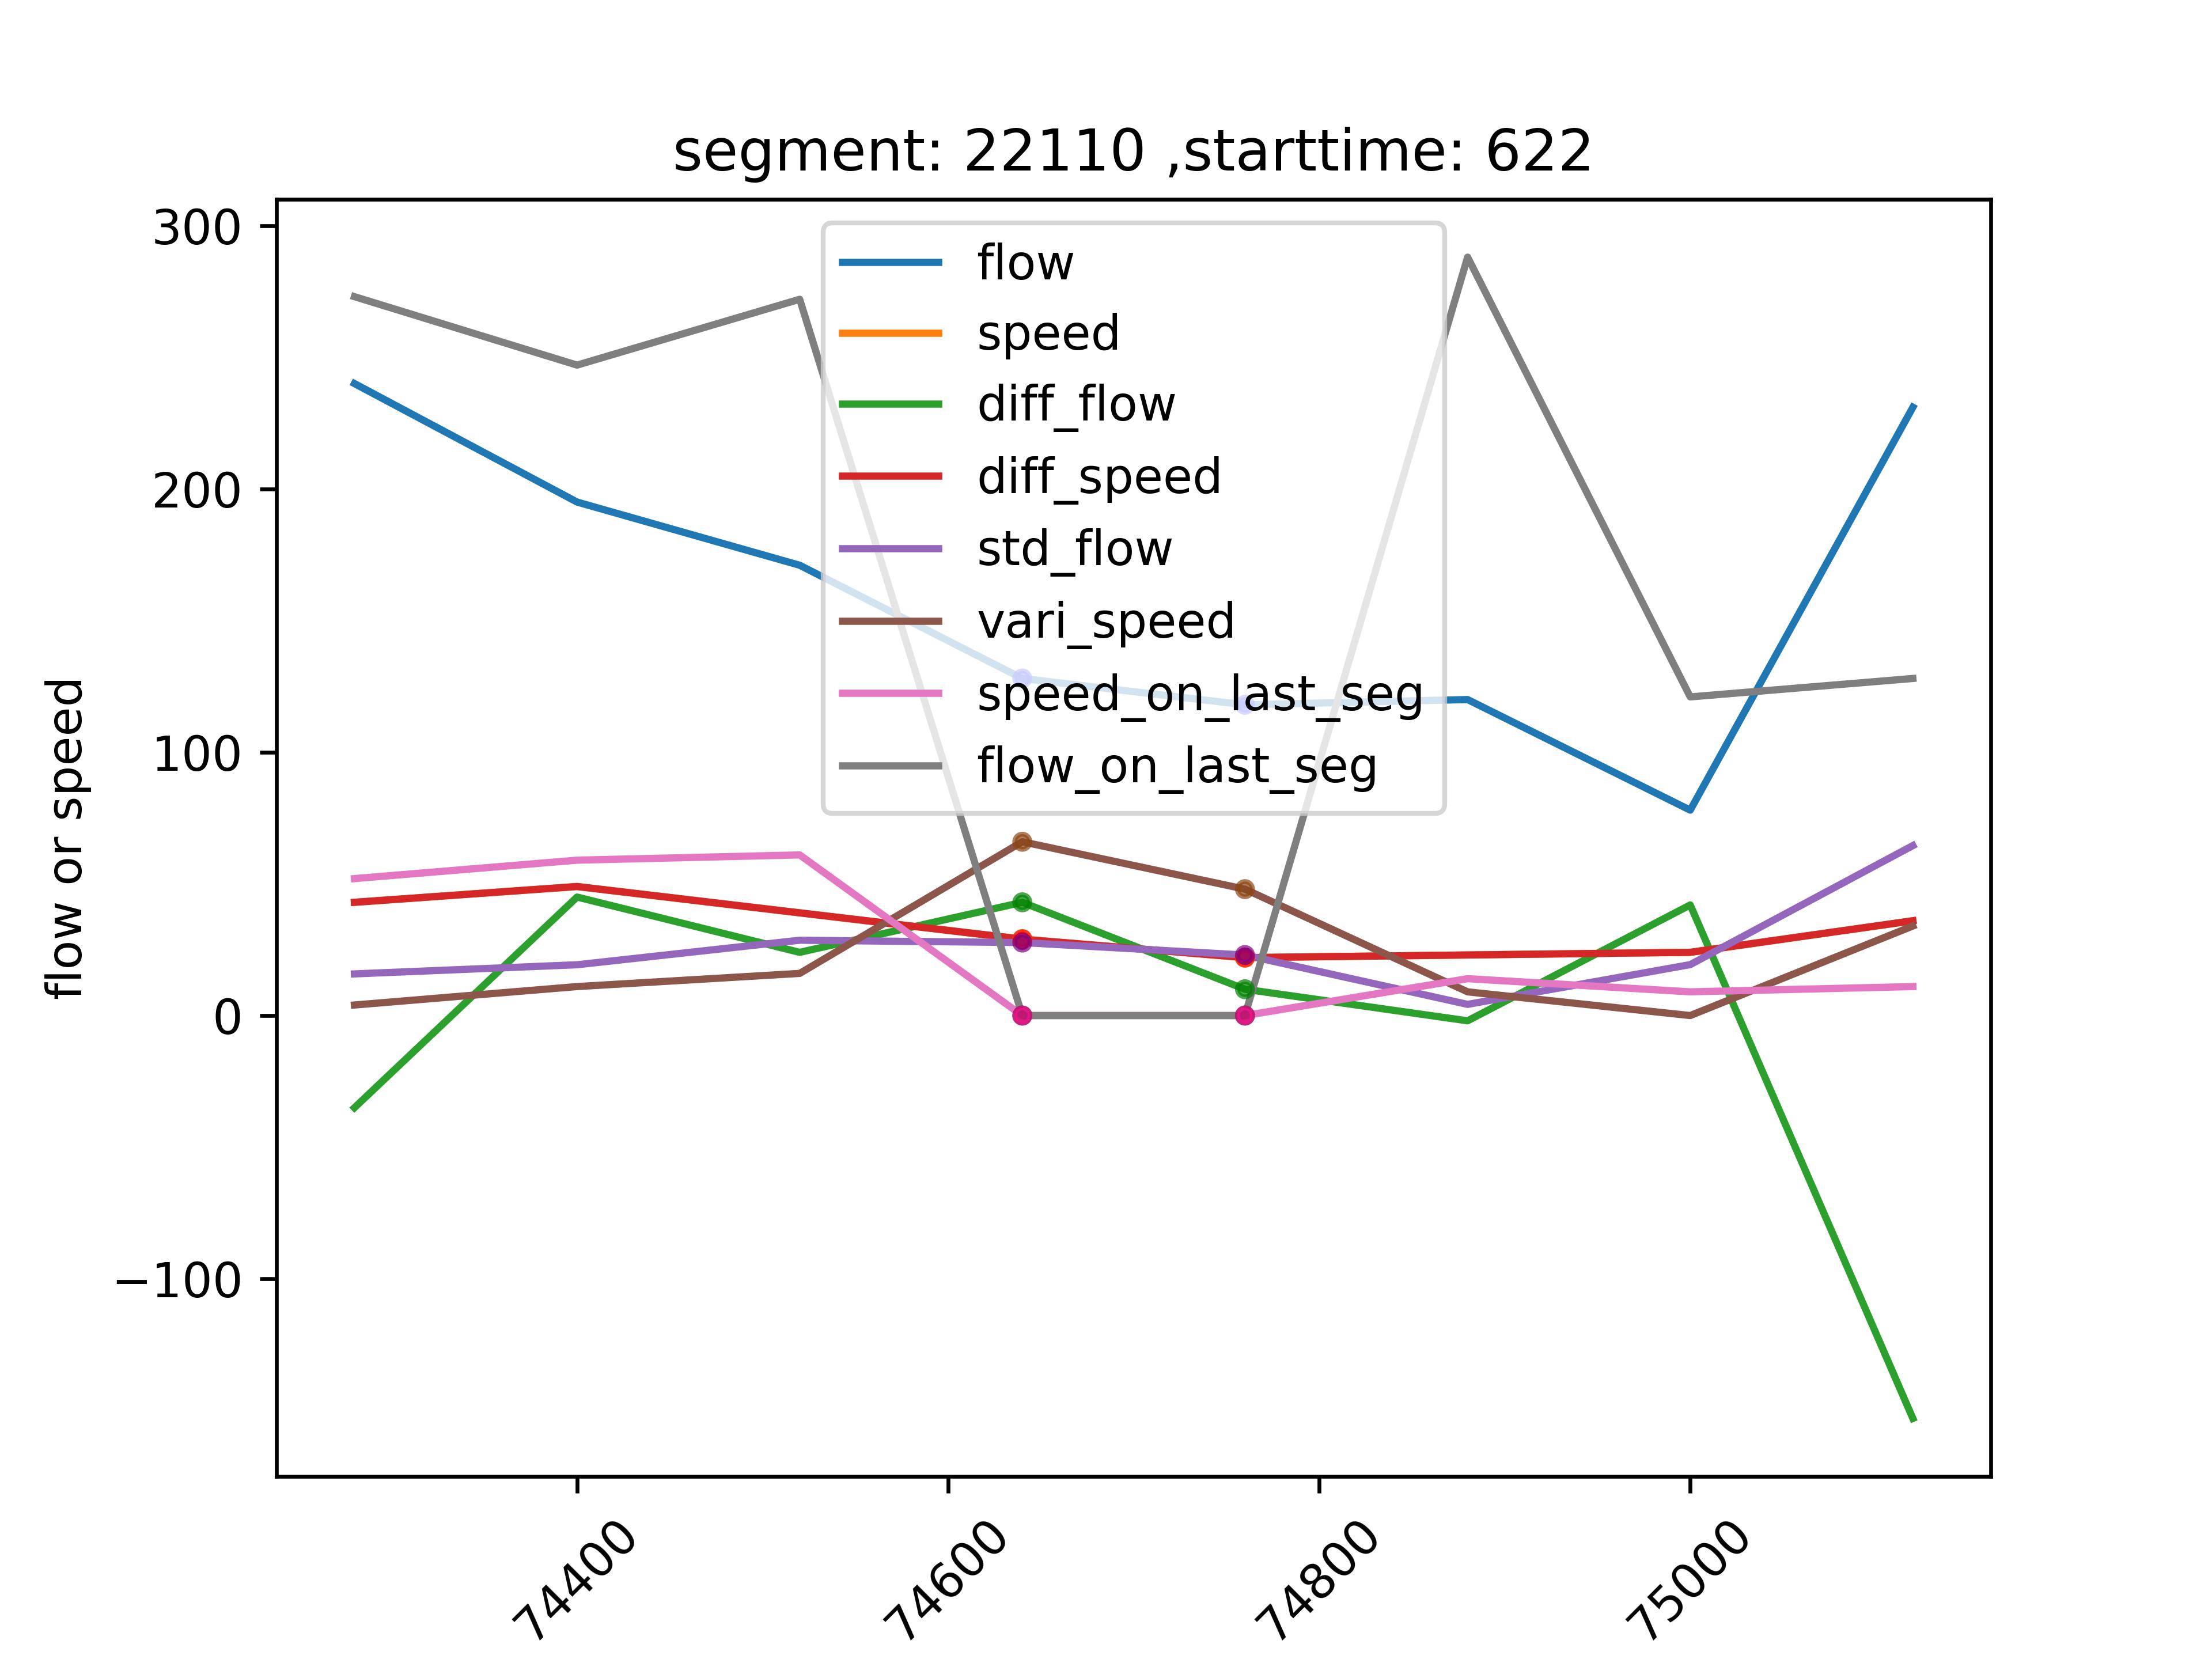 segment: 22110 ,starttime: 622
300
200
100
0
−100
flow or speed
flow
speed
diff_flow
diff_speed
std_flow
vari_speed
speed_on_last_seg
flow_on_last_seg
74400
74600
74800
75000